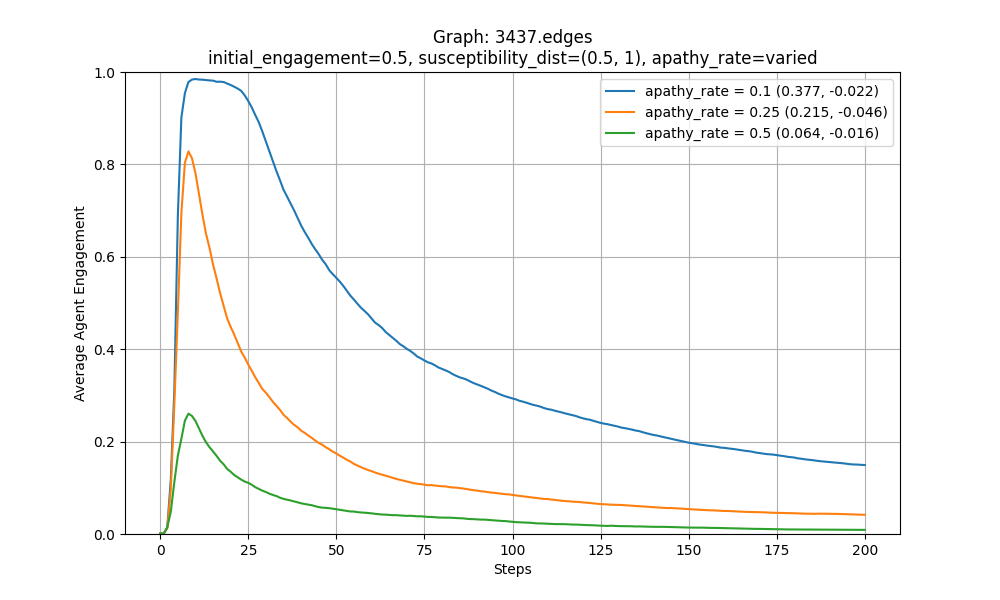 Graph: 3437.edges
initial_engagement=0.5, susceptibility_dist=(0.5, 1), apathy_rate=varied
apathy_rate = 0.1 (0.377, -0.022)
apathy_rate = 0.25 (0.215, -0.046)
apathy_rate = 0.5 (0.064, -0.016)
Average Agent Engagement
1.0
0.8
0.6
0.4
0.2
0.0
0 25 50 75 100 125 150 175 200
Steps